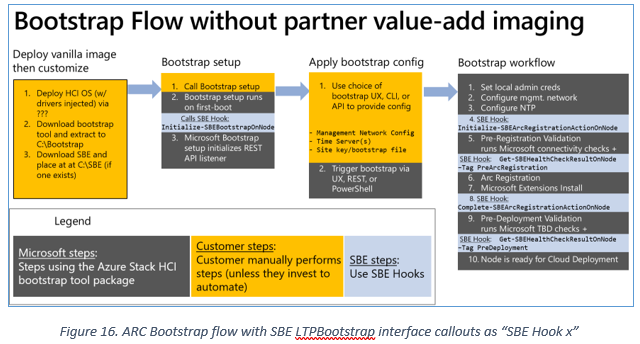 Bootstrap Flow without partner value-add imaging
Deploy vanilla image
then customize
1. Deploy HCI OS (w/
drivers injected) via
???
2. Download bootstrap
tool and extract to
C:\Bootstrap
3. Download SBE and
place at at C:\SBE (if
one exists)
Bootstrap setup
1. Call Bootstrap setup
2. Bootstrap setup runs
on first-boot
Calls SBE Hook:
Initialize-SBEBootstrapOnNode
3. Microsoft Bootstrap
setup initializes REST
API listener
Apply bootstrap config
1. Use choice of
bootstrap UX, CLI, or
API to provide config
- Management Network Config
- Time Server(s)
- Site key/bootstrap file
2. Trigger bootstrap via
UX, REST, or
PowerShell
Bootstrap workflow
1. Set local admin creds
2. Configure mgmt. network
3. Configure NTP
4. SBE Hook:
Initialize-SBEArcRegistrationActionOnNode
5. Pre-Registration Validation
runs Microsoft connectivity checks +
SBE Hook: Get-SBEHealthCheckResultOnNode
-Tag PreArcRegistration
6. Arc Registration
7. Microsoft Extensions Install
8. SBE Hook:
Complete-SBEArcRegistrationActionOnNode
9. Pre-Deployment Validation
runs Microsoft TBD checks +
SBE Hook: Get-SBEHealthCheckResultOnNode
-Tag PreDeployment
10. Node is ready for Cloud Deployment
Legend
Microsoft steps:
Steps using the Azure Stack HCI
bootstrap tool package
Customer steps:
Customer manually performs
steps (unless they invest to
automate)
SBE steps:
Use SBE Hooks
Figure 16. ARC Bootstrap flow with SBE LTPBootstrap interface callouts as “SBE Hook x”